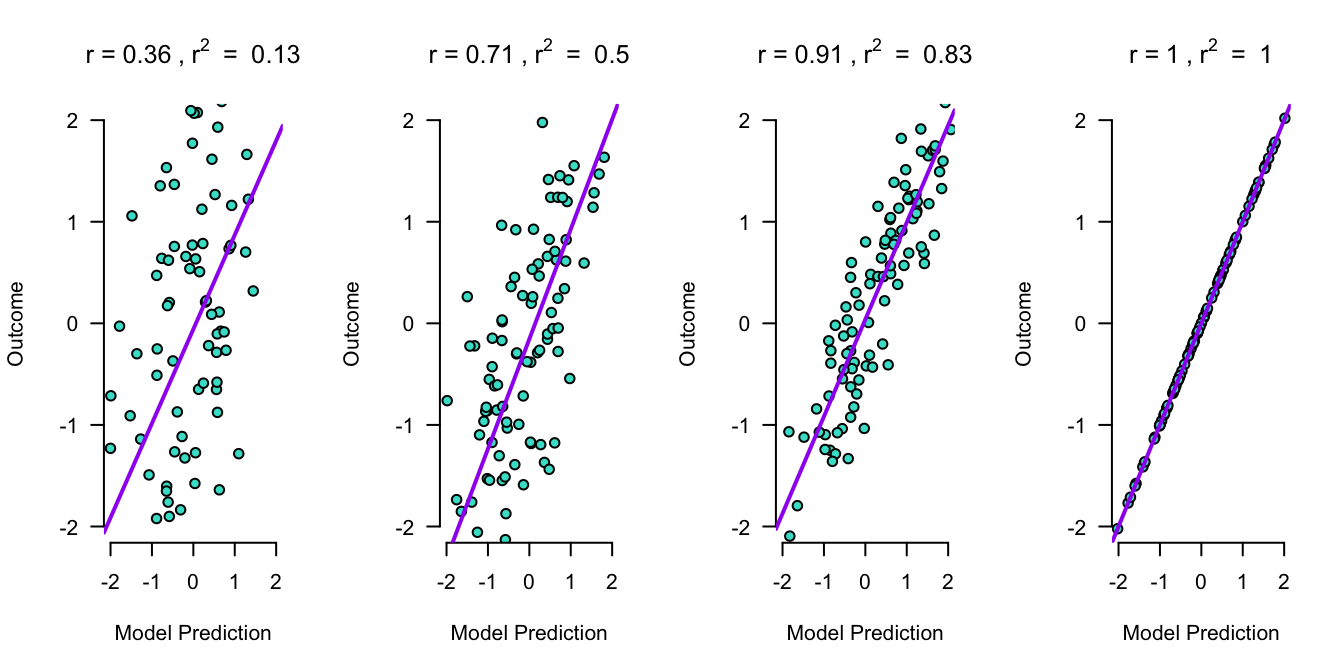 r = 0.36 , r² = 0.13
2
1
0
-1
-2
-2 -1 0 1 2
Outcome
Model Prediction
r = 0.71 , r² = 0.5
2
1
0
-1
-2
-2 -1 0 1 2
Outcome
Model Prediction
r = 0.91 , r² = 0.83
2
1
0
-1
-2
-2 -1 0 1 2
Outcome
Model Prediction
r = 1 , r² = 1
2
1
0
-1
-2
-2 -1 0 1 2
Outcome
Model Prediction